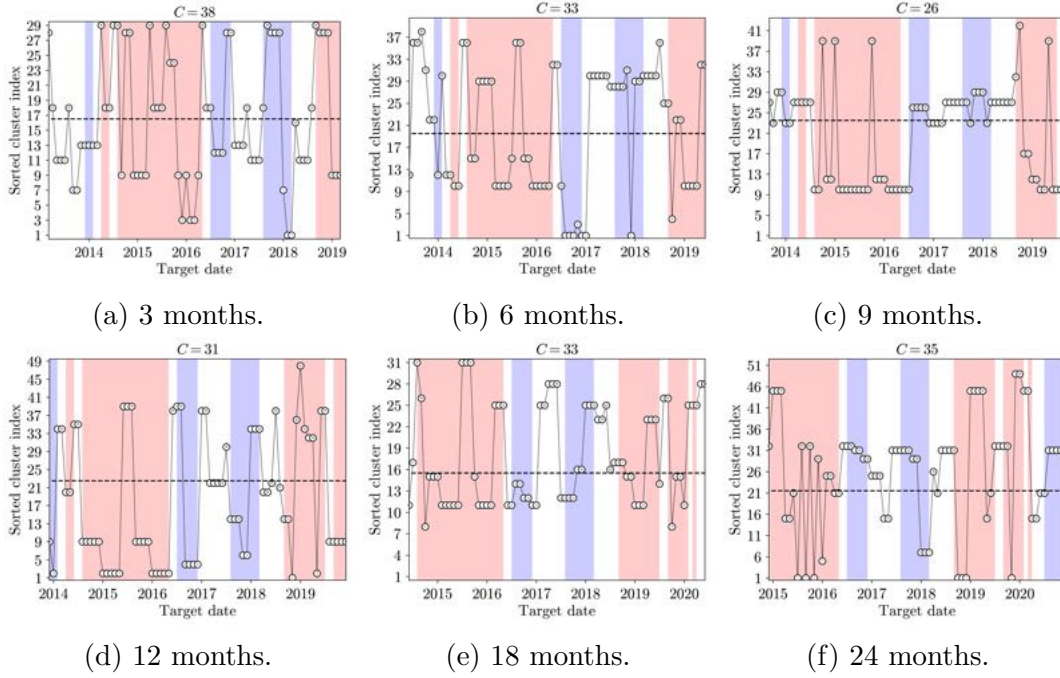 C = 38
Sorted cluster index
29
27
25
23
21
19
17
15
13
11
9
7
5
3
1
2014 2015 2016 2017 2018 2019
Target date
(a) 3 months.
C = 33
Sorted cluster index
37
33
29
25
21
17
13
9
5
1
2014 2015 2016 2017 2018 2019
Target date
(b) 6 months.
C = 26
Sorted cluster index
41
37
33
29
25
21
17
13
9
5
1
2014 2015 2016 2017 2018 2019
Target date
(c) 9 months.
C = 31
Sorted cluster index
49
45
41
37
33
29
25
21
17
13
9
5
1
2014 2015 2016 2017 2018 2019
Target date
(d) 12 months.
C = 33
Sorted cluster index
31
28
25
22
19
16
13
10
7
4
1
2015 2016 2017 2018 2019 2020
Target date
(e) 18 months.
C = 35
Sorted cluster index
51
46
41
36
31
26
21
16
11
6
1
2015 2016 2017 2018 2019 2020
Target date
(f) 24 months.